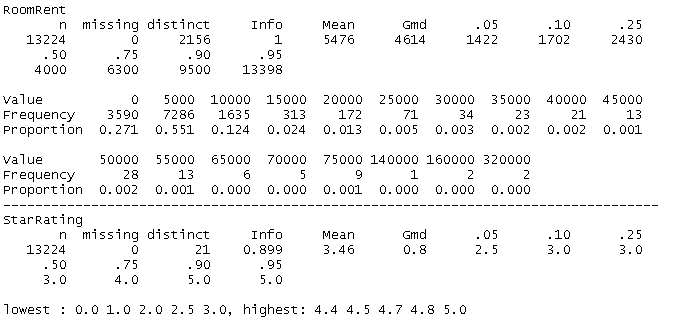 RoomRent
n missing distinct Info Mean Gmd .05 .10 .25
13224 0 2156 1 5476 4614 1422 1702 2430
.50 .75 .90 .95
4000 6300 9500 13398
Value 0 5000 10000 15000 20000 25000 30000 35000 40000 45000
Frequency 3590 7286 1635 313 172 71 34 23 21 13
Proportion 0.271 0.551 0.124 0.024 0.013 0.005 0.003 0.002 0.002 0.001
Value 50000 55000 65000 70000 75000 140000 160000 320000
Frequency 28 13 6 5 9 1 2 2
Proportion 0.002 0.001 0.000 0.000 0.001 0.000 0.000 0.000
--------------------------------------------------------------------------------
StarRating
n missing distinct Info Mean Gmd .05 .10 .25
13224 0 21 0.899 3.46 0.8 2.5 3.0 3.0
.50 .75 .90 .95
3.0 4.0 5.0 5.0
lowest : 0.0 1.0 2.0 2.5 3.0, highest: 4.4 4.5 4.7 4.8 5.0